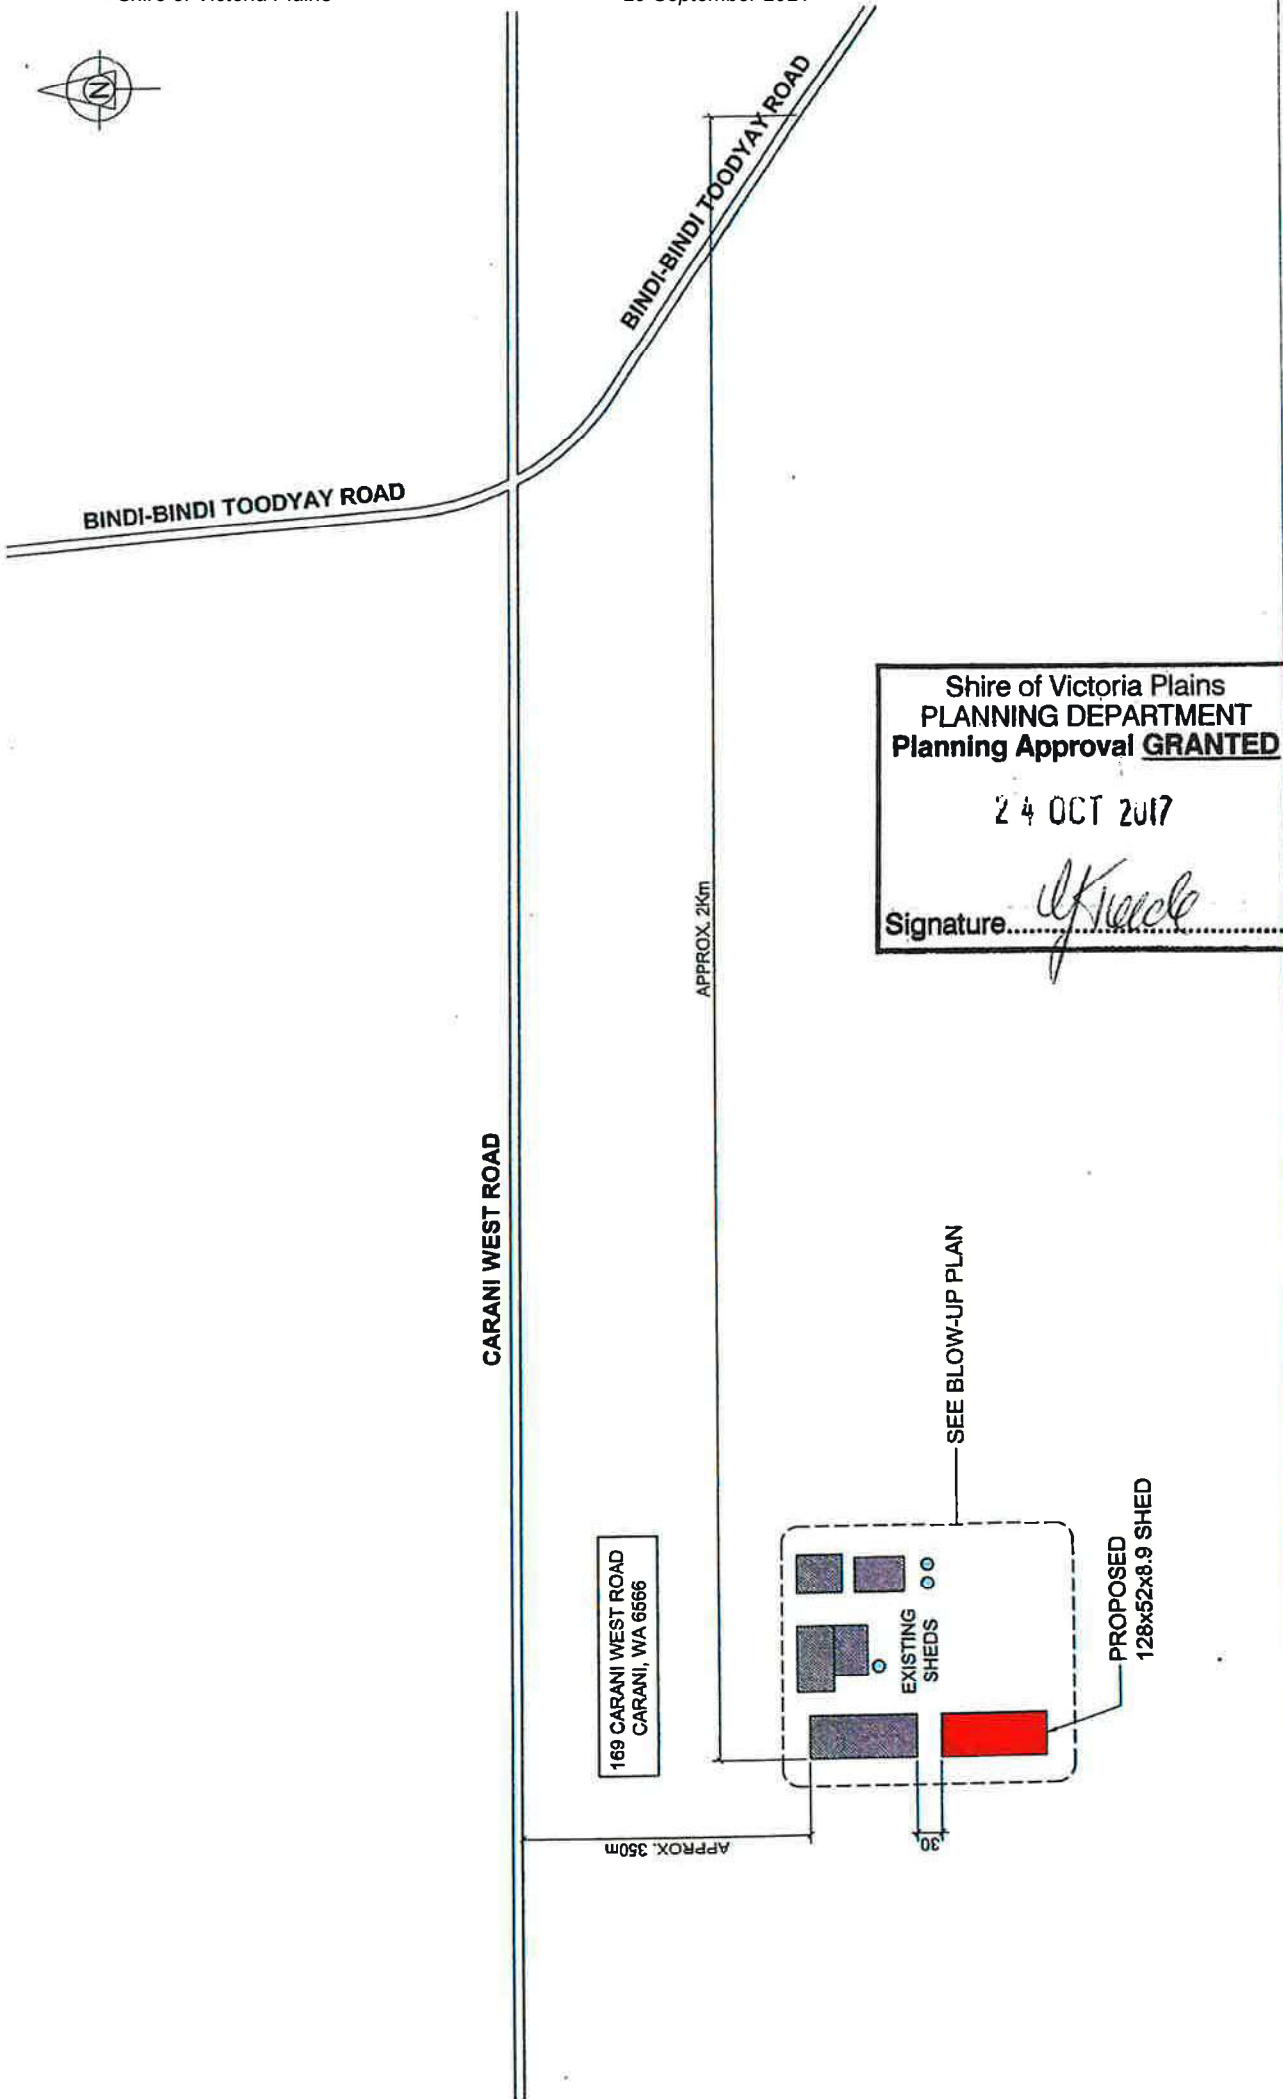 N
BINDI-BINDI TOODYAY ROAD
BINDI-BINDI TOODYAY ROAD
CARANI WEST ROAD
APPROX. 2Km
Shire of Victoria Plains
PLANNING DEPARTMENT
Planning Approval GRANTED
24 OCT 2017
Signature
169 CARANI WEST ROAD
CARANI, WA 6566
SEE BLOW-UP PLAN
EXISTING
SHEDS
PROPOSED
128x52x8.9 SHED
APPROX. 350m
30